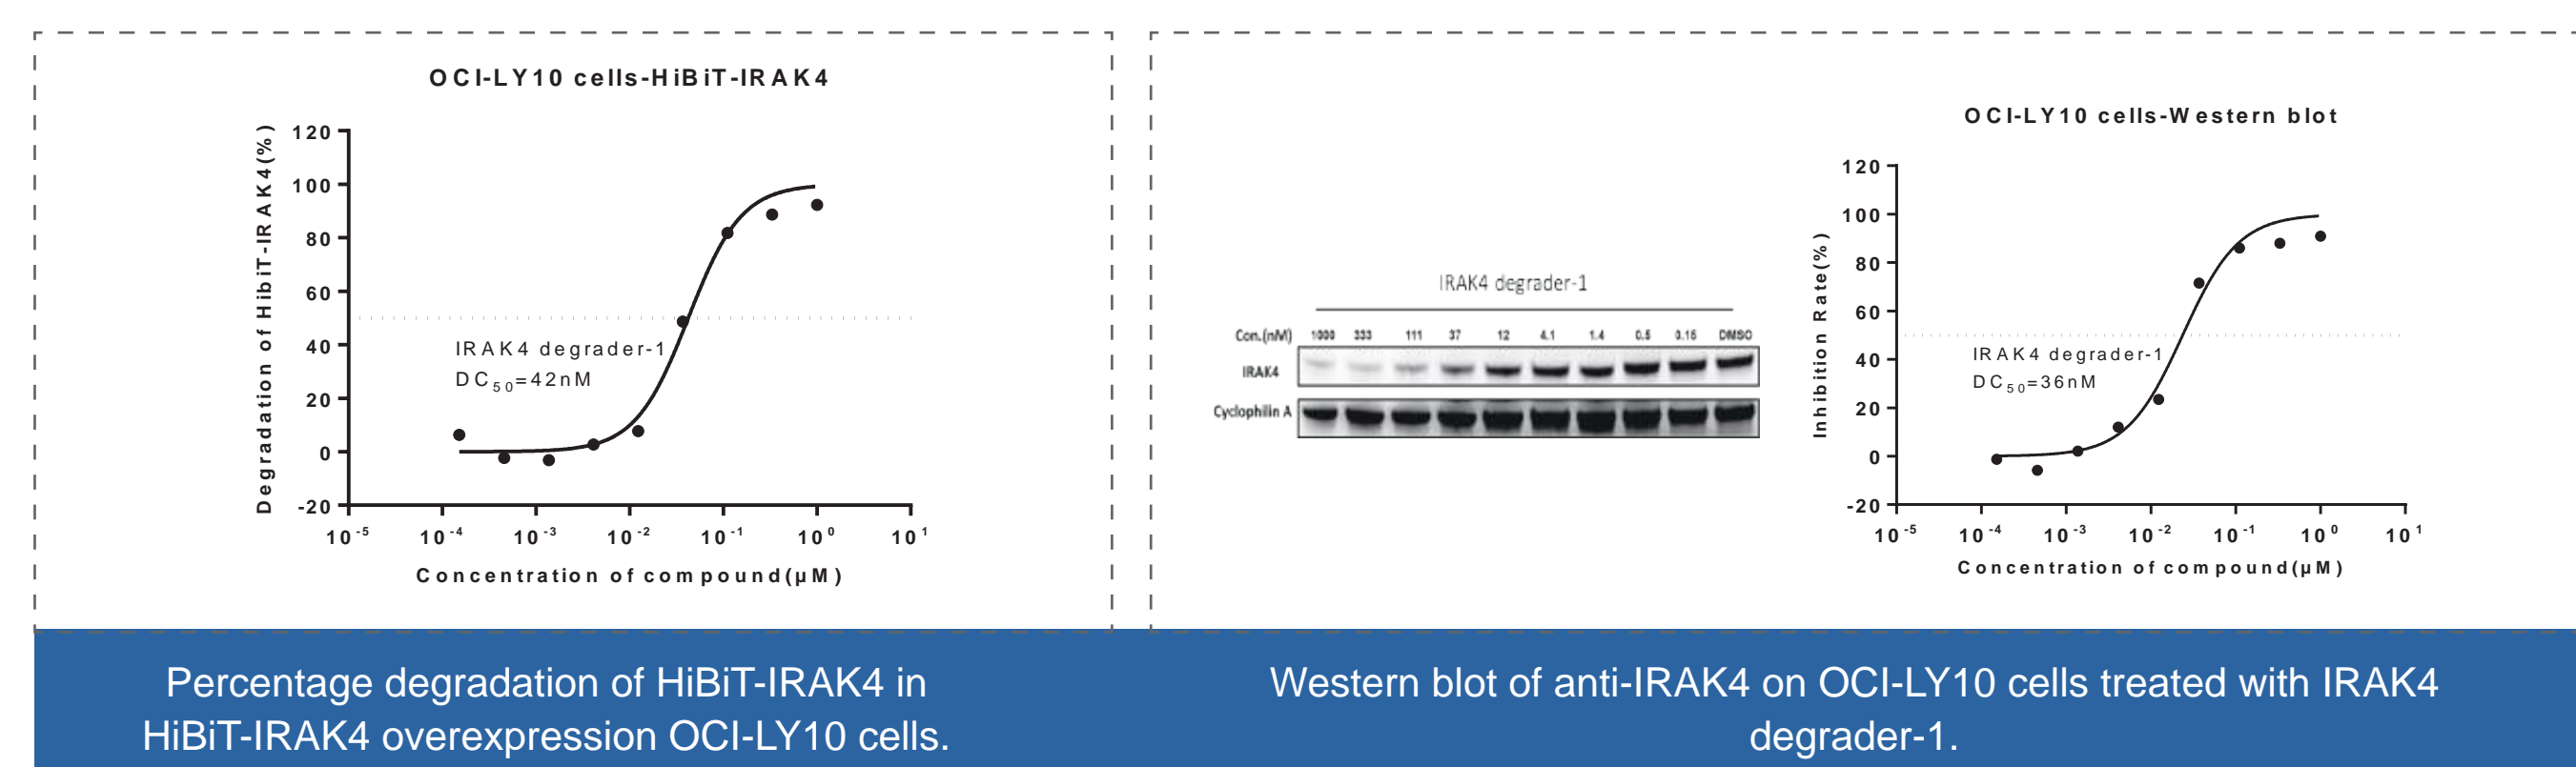 OCI-LY10 cells-HiBiT-IRAK4
Degradation of HibiT-IRAK4(%)
120
100
80
60
40
20
0
-20
IRAK4 degrader-1
DC50=42nM
10-5 10-4 10-3 10-2 10-1 100 101
Concentration of compound(µM)
IRAK4 degrader-1
Con.(nM) 1000 333 111 37 12 4.1 1.4 0.5 0.15 DMSO
IRAK4
Cyclophilin A
OCI-LY10 cells-Western blot
Inhibition Rate(%)
120
100
80
60
40
20
0
-20
IRAK4 degrader-1
DC50=36nM
10-5 10-4 10-3 10-2 10-1 100 101
Concentration of compound(µM)
Percentage degradation of HiBiT-IRAK4 in
HiBiT-IRAK4 overexpression OCI-LY10 cells.
Western blot of anti-IRAK4 on OCI-LY10 cells treated with IRAK4
degrader-1.